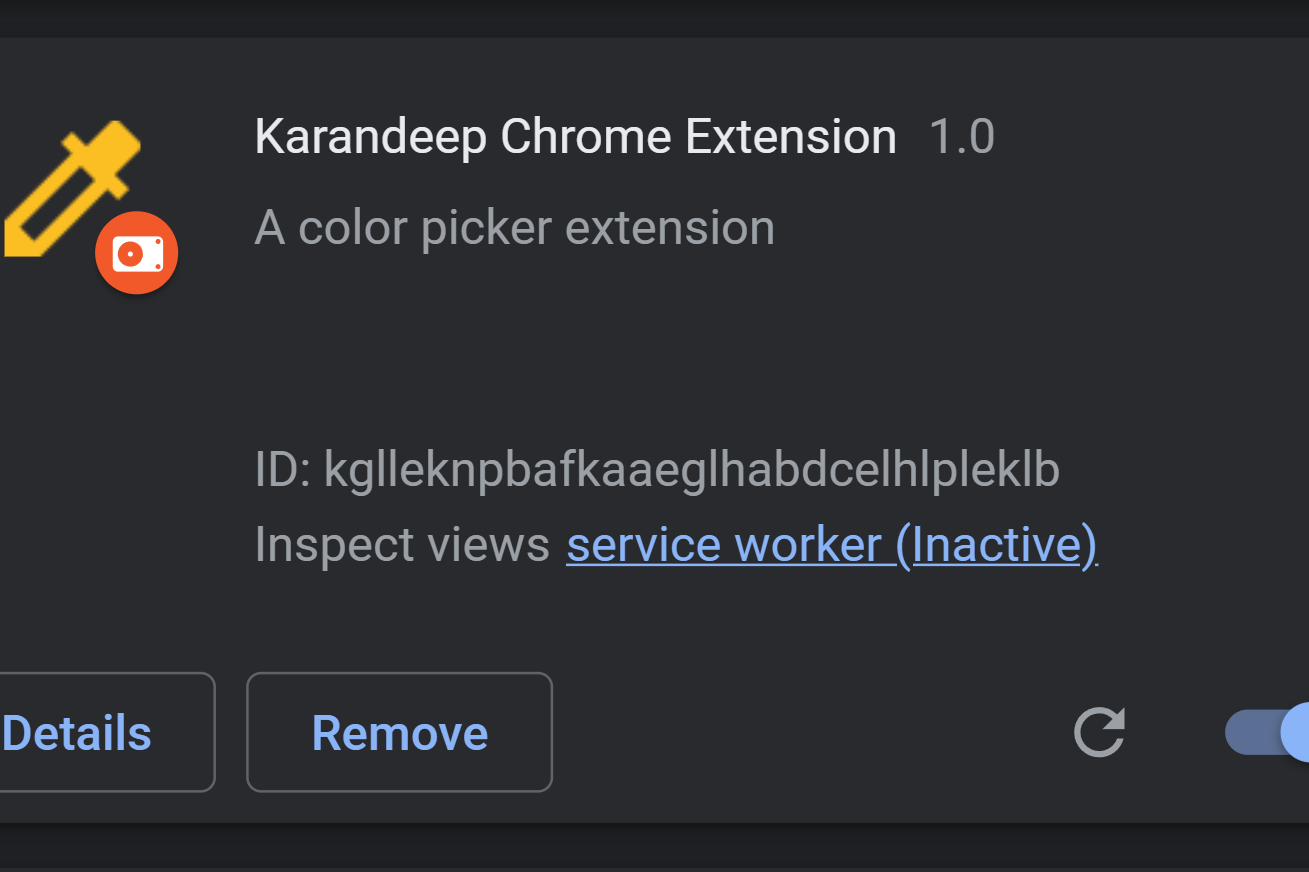 Karandeep Chrome Extension 1.0
A color picker extension
ID: kglleknpbafkaaeglhabdcelhlpleklb
Inspect views service worker (Inactive)
Details Remove